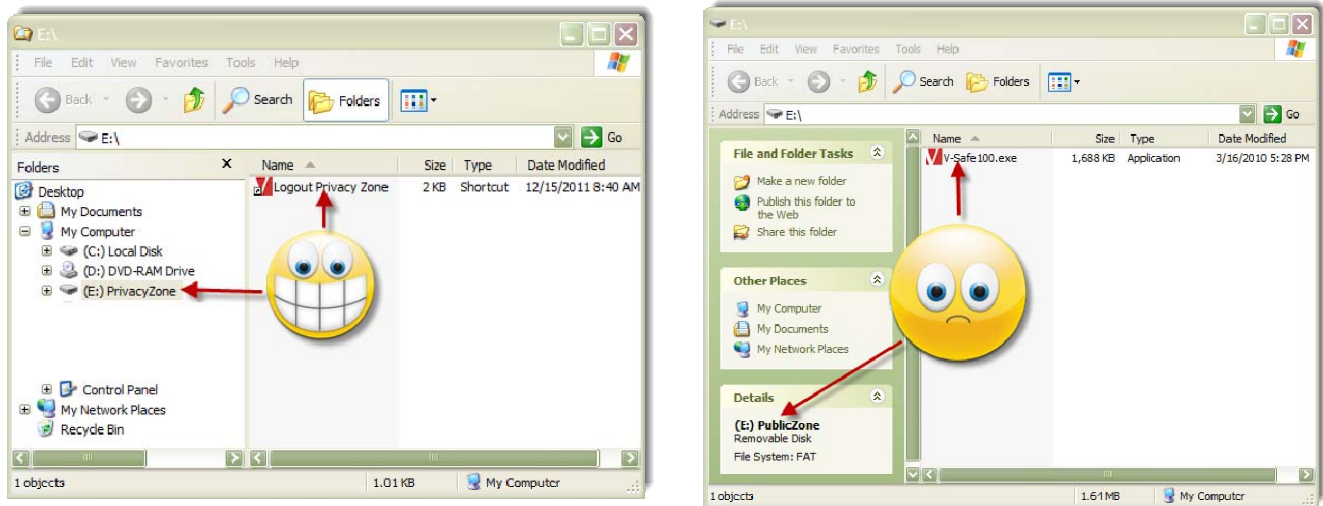 E:\
File Edit View Favorites Tools Help
Back Search Folders
Address E:\ Go
Folders X
Name Size Type Date Modified
Desktop
My Documents
My Computer
(C:) Local Disk
(D:) DVD-RAM Drive
(E:) PrivacyZone
Control Panel
My Network Places
Recycle Bin
Logout Privacy Zone 2 KB Shortcut 12/15/2011 8:40 AM
1 objects 1.01 KB My Computer
E:\
File Edit View Favorites Tools Help
Back Search Folders
Address E:\ Go
File and Folder Tasks
Make a new folder
Publish this folder to
the Web
Share this folder
Other Places
My Computer
My Documents
My Network Places
Details
(E:) PublicZone
Removable Disk
File System: FAT
Name Size Type Date Modified
V-Safe100.exe 1,688 KB Application 3/16/2010 5:28 PM
1 objects 1.61 MB My Computer